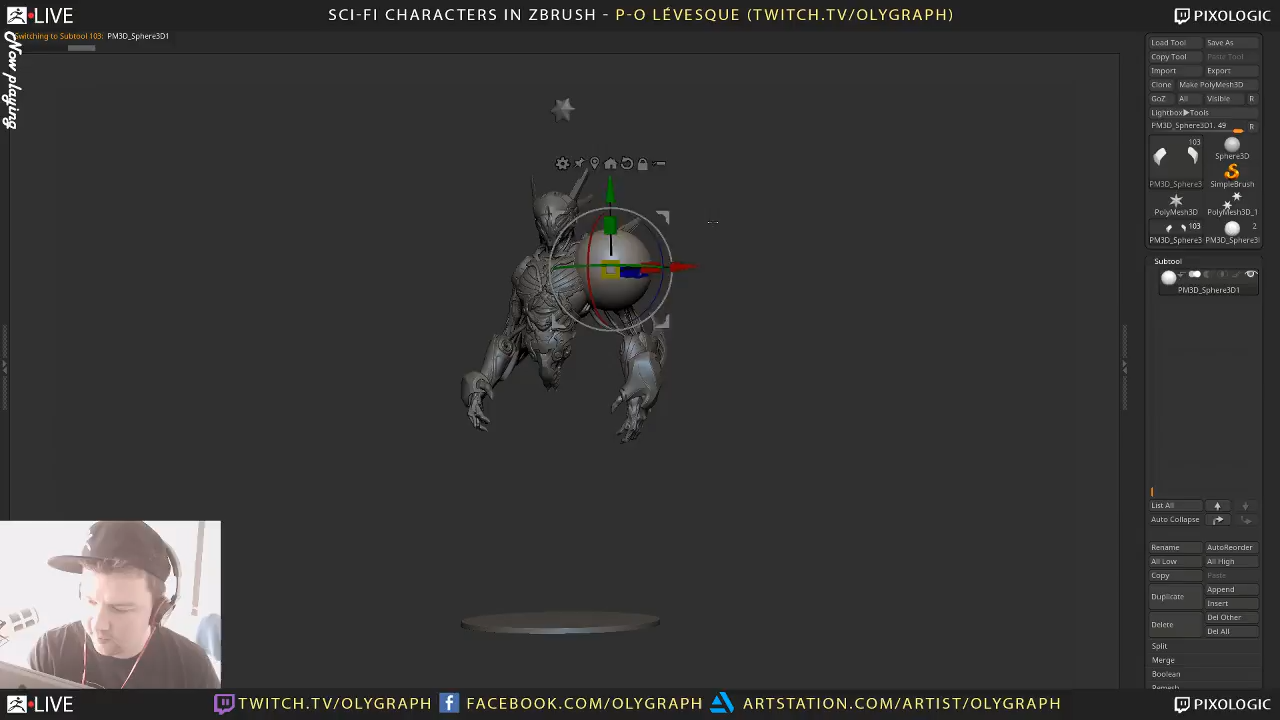 LIVE
SCI-FI CHARACTERS IN ZBRUSH - P-O LÉVESQUE (TWITCH.TV/OLYGRAPH)
PIXOLOGIC
Switching to Subtool 103: PM3D_Sphere3D1
Now playing
Load Tool Save As
Copy Tool Paste Tool
Import Export
Clone Make PolyMesh3D
GoZ All Visible R
Lightbox▶Tools
PM3D_Sphere3D1. 49 R
103
Sphere3D
PM3D_Sphere3 SimpleBrush
PolyMesh3D PolyMesh3D_1
103 2
PM3D_Sphere3 PM3D_Sphere3
Subtool
PM3D_Sphere3D1
List All
Auto Collapse
Rename AutoReorder
All Low All High
Copy Paste
Duplicate Append
Insert
Delete Del Other
Del All
Split
Merge
Boolean
Remesh
LIVE
TWITCH.TV/OLYGRAPH FACEBOOK.COM/OLYGRAPH ARTSTATION.COM/ARTIST/OLYGRAPH
PIXOLOGIC